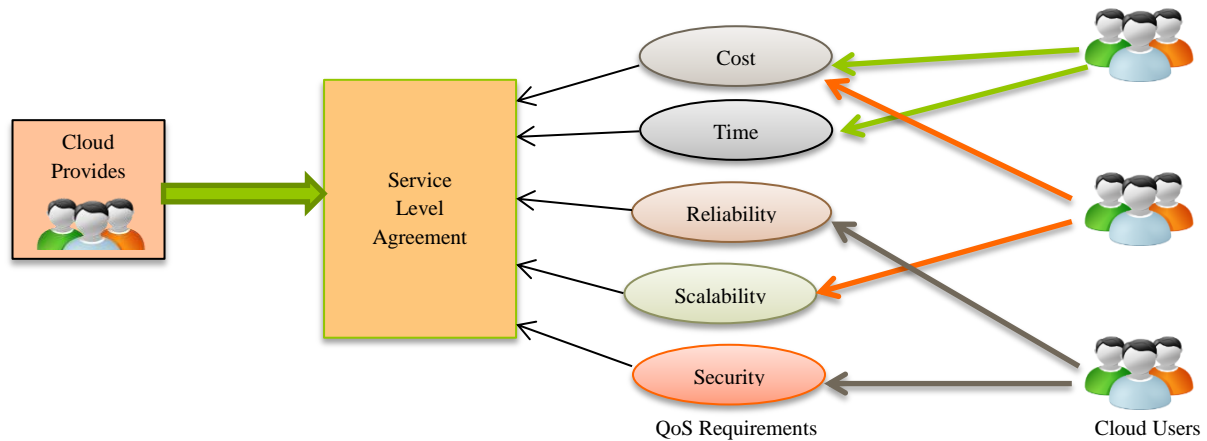 Cloud
Provides
Service
Level
Agreement
Cost
Time
Reliability
Scalability
Security
QoS Requirements
Cloud Users